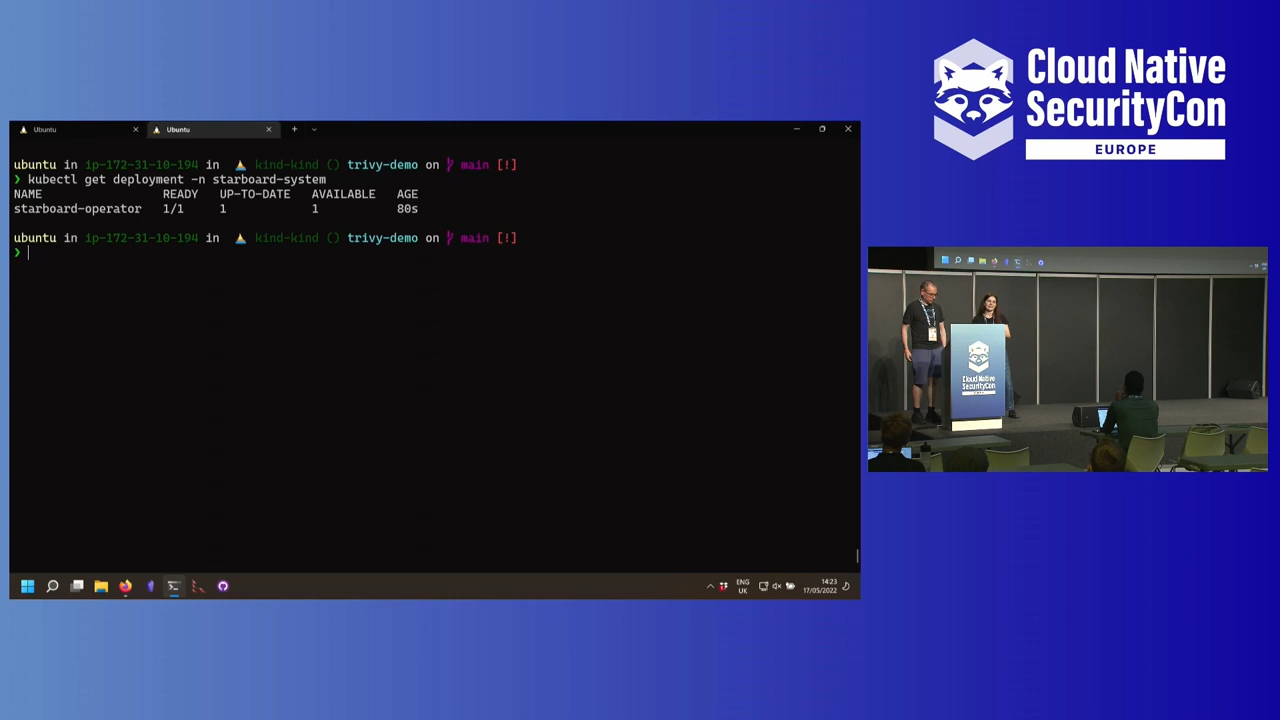 Cloud Native
SecurityCon
EUROPE
Ubuntu
Ubuntu
ubuntu in ip-172-31-10-194 in kind-kind () trivy-demo on main [!]
❯ kubectl get deployment -n starboard-system
NAME READY UP-TO-DATE AVAILABLE AGE
starboard-operator 1/1 1 1 80s
ubuntu in ip-172-31-10-194 in kind-kind () trivy-demo on main [!]
❯
Cloud Native
SecurityCon
ENG
UK
14:23
17/05/2022